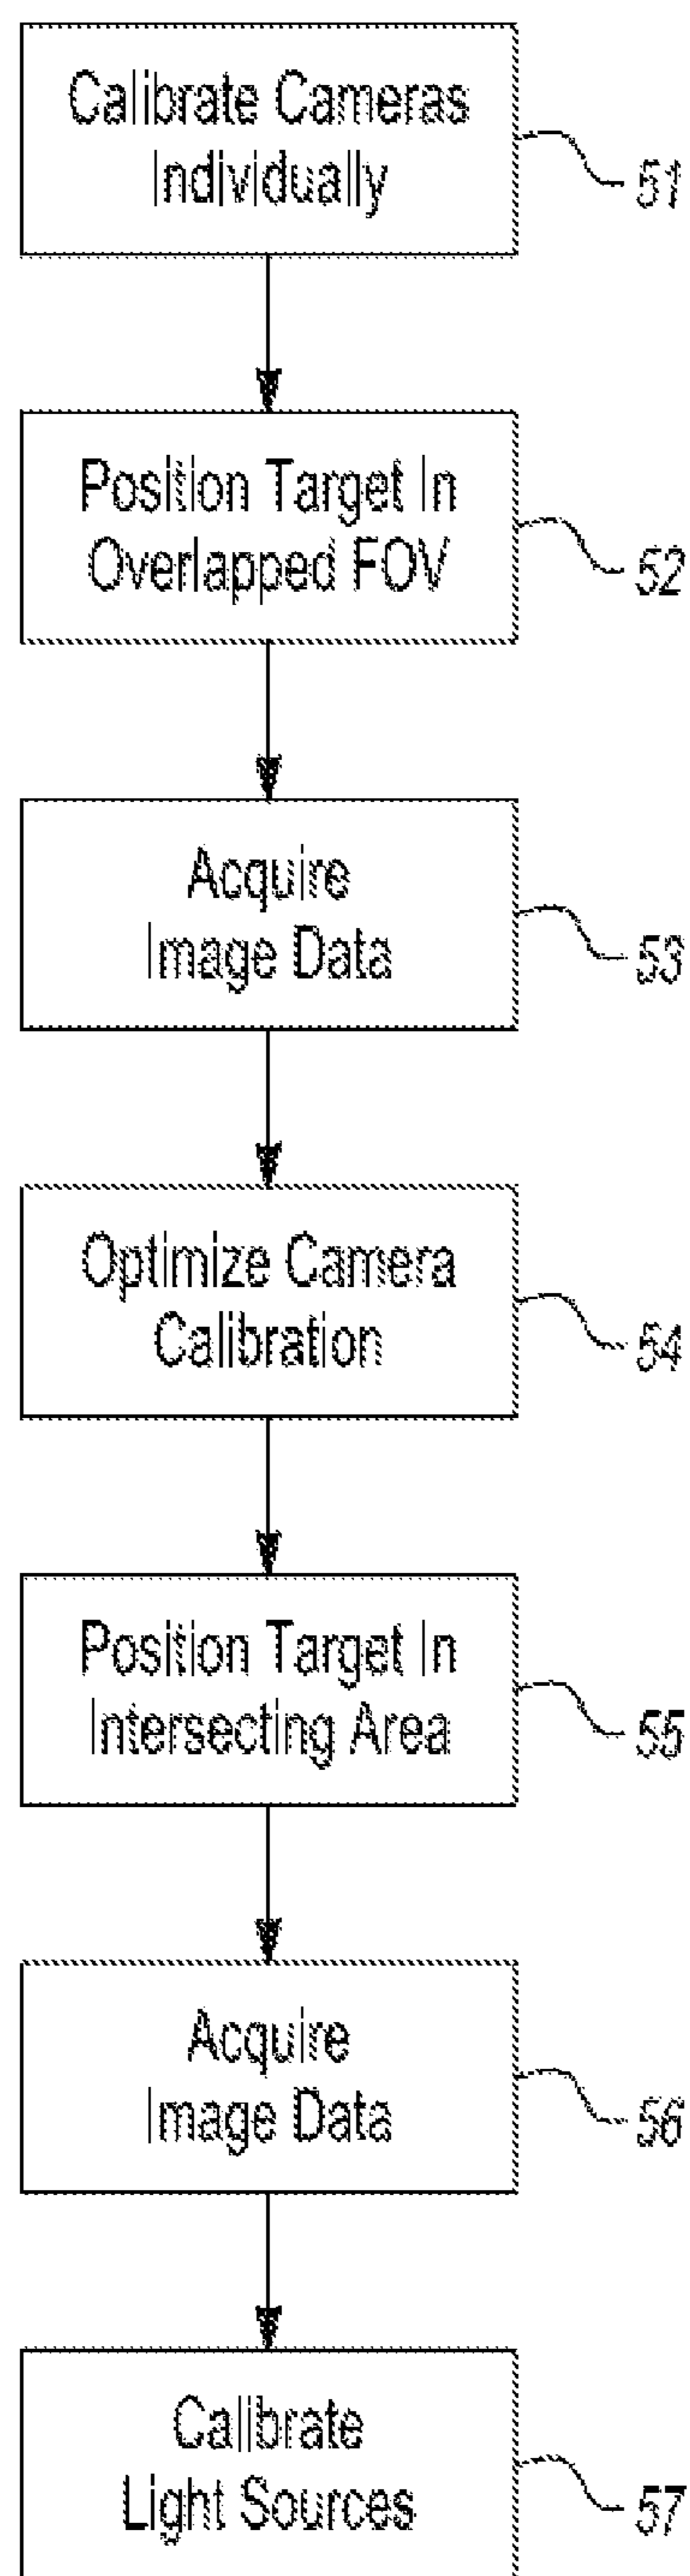 Calibrate Cameras
Individually
51
Position Target In
Overlapped FOV
52
Acquire
Image Data
53
Optimize Camera
Calibration
54
Position Target In
Intersecting Area
55
Acquire
Image Data
56
Calibrate
Light Sources
57